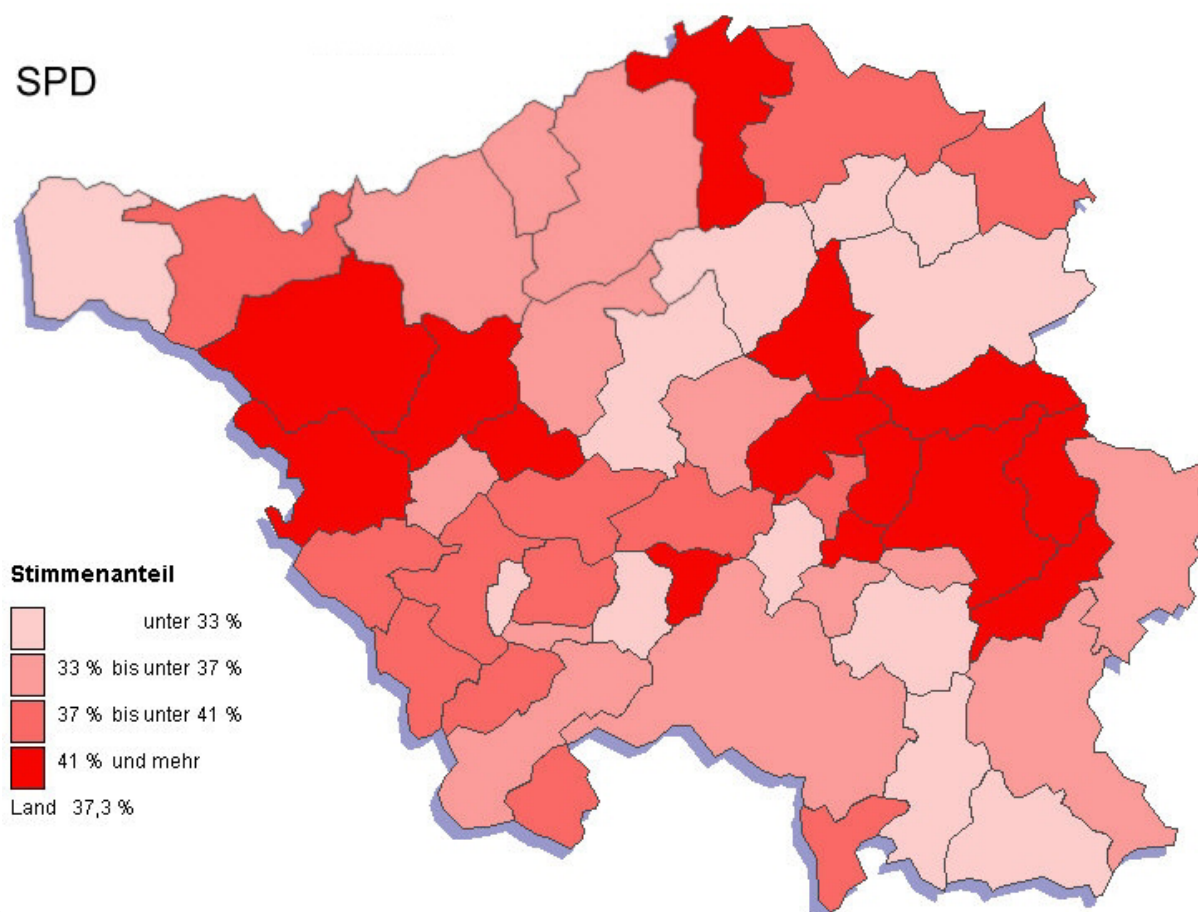 SPD
Stimmenanteil
unter 33 %
33 % bis unter 37 %
37 % bis unter 41 %
41 % und mehr
Land 37,3 %